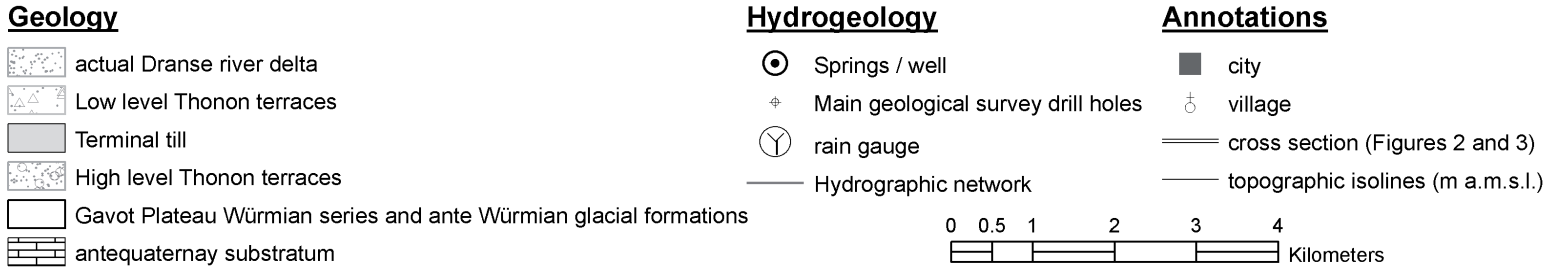 Geology
actual Dranse river delta
Low level Thonon terraces
Terminal till
High level Thonon terraces
Gavot Plateau Würmian series and ante Würmian glacial formations
antequaternay substratum
Hydrogeology
Springs / well
Main geological survey drill holes
rain gauge
Hydrographic network
Annotations
city
village
cross section (Figures 2 and 3)
topographic isolines (m a.m.s.l.)
0 0.5 1 2 3 4
Kilometers